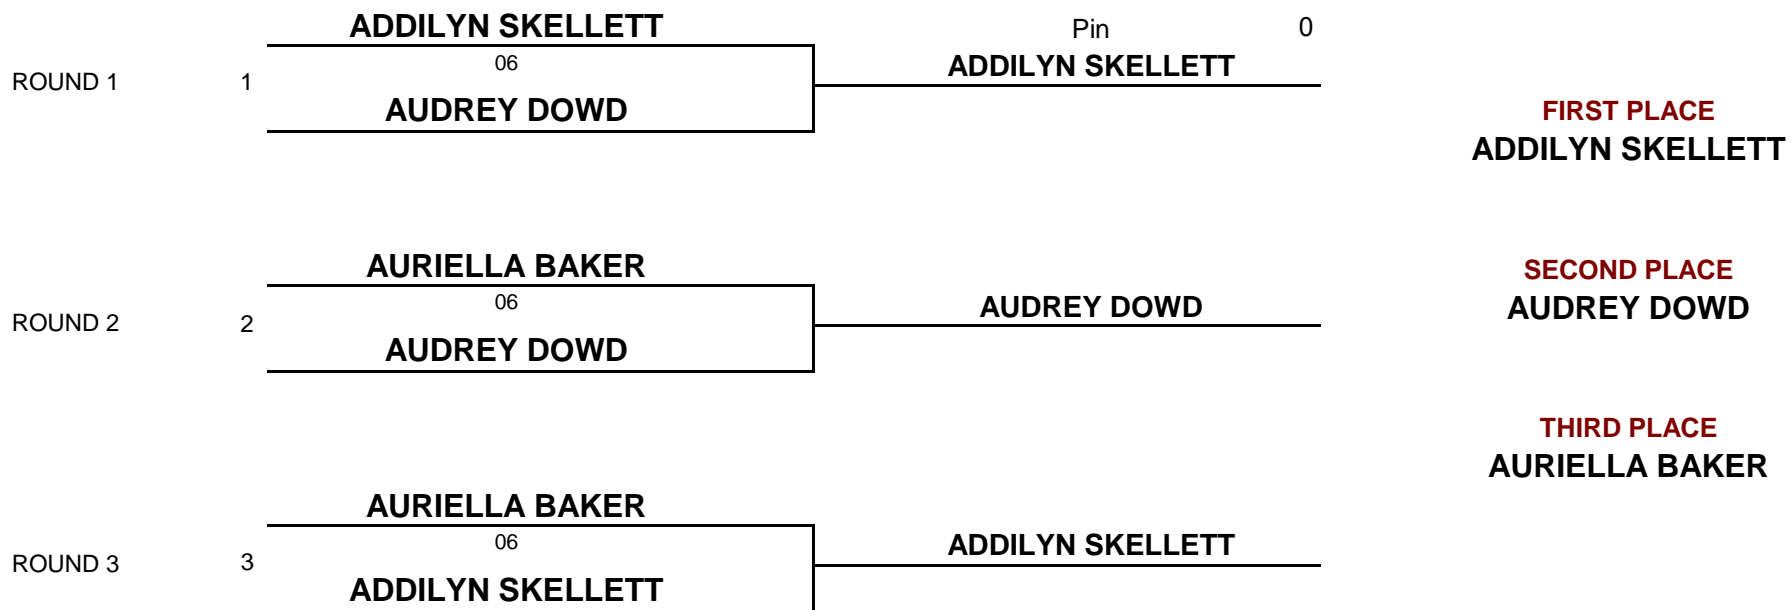 ADDILYN SKELLETT
Pin 0
06
ADDILYN SKELLETT
ROUND 1 1
AUDREY DOWD
FIRST PLACE
ADDILYN SKELLETT
AURIELLA BAKER
SECOND PLACE
06
AUDREY DOWD
AUDREY DOWD
ROUND 2 2
AUDREY DOWD
THIRD PLACE
AURIELLA BAKER
AURIELLA BAKER
06
ADDILYN SKELLETT
ROUND 3 3
ADDILYN SKELLETT